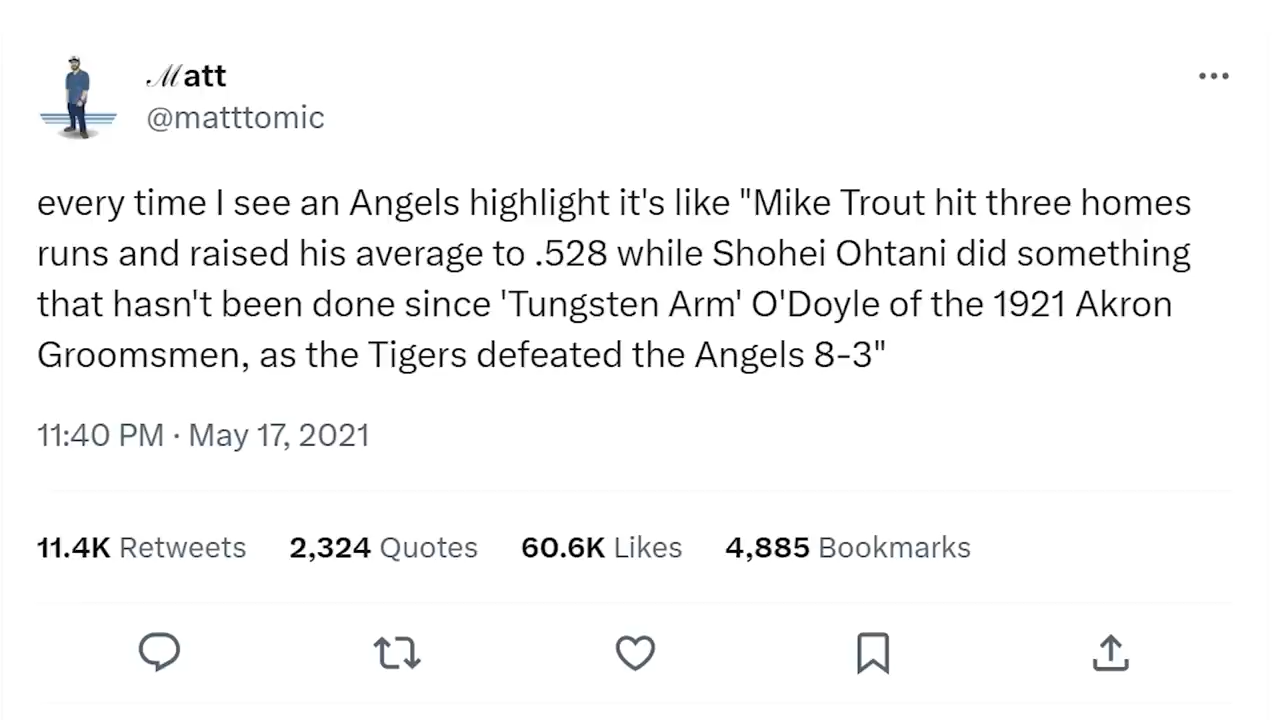 ℳatt
@matttomic
every time I see an Angels highlight it's like "Mike Trout hit three homes
runs and raised his average to .528 while Shohei Ohtani did something
that hasn't been done since 'Tungsten Arm' O'Doyle of the 1921 Akron
Groomsmen, as the Tigers defeated the Angels 8-3"
11:40 PM · May 17, 2021
11.4K Retweets 2,324 Quotes 60.6K Likes 4,885 Bookmarks